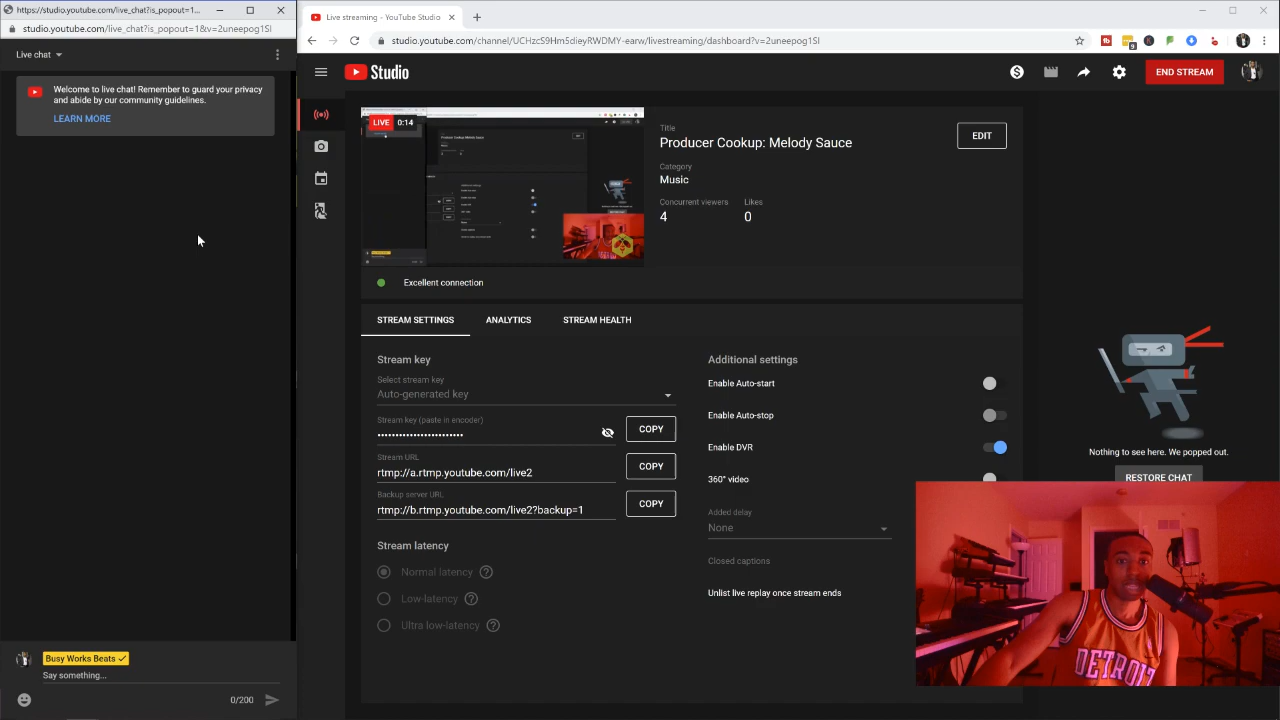 https://studio.youtube.com/live_chat?is_popout=1...
studio.youtube.com/live_chat?is_popout=1&v=2uneepog1SI
Live chat
Welcome to live chat! Remember to guard your privacy
and abide by our community guidelines.
LEARN MORE
Busy Works Beats
Say something...
0/200
Live streaming - YouTube Studio
studio.youtube.com/channel/UCHzcS9Hm5dieyRWDMY-earw/livestreaming/dashboard?v=2uneepog1SI
Studio
END STREAM
LIVE 0:14
Title
Producer Cookup: Melody Sauce
EDIT
Category
Music
Concurrent viewers
4
Likes
0
Excellent connection
STREAM SETTINGS
ANALYTICS
STREAM HEALTH
Stream key
Select stream key
Auto-generated key
Stream key (paste in encoder)
••••••••••••••••••••••••
COPY
Stream URL
rtmp://a.rtmp.youtube.com/live2
COPY
Backup server URL
rtmp://b.rtmp.youtube.com/live2?backup=1
COPY
Stream latency
Normal latency
Low-latency
Ultra low-latency
Additional settings
Enable Auto-start
Enable Auto-stop
Enable DVR
360° video
Added delay
None
Closed captions
Unlist live replay once stream ends
Nothing to see here. We popped out.
RESTORE CHAT
DETROIT